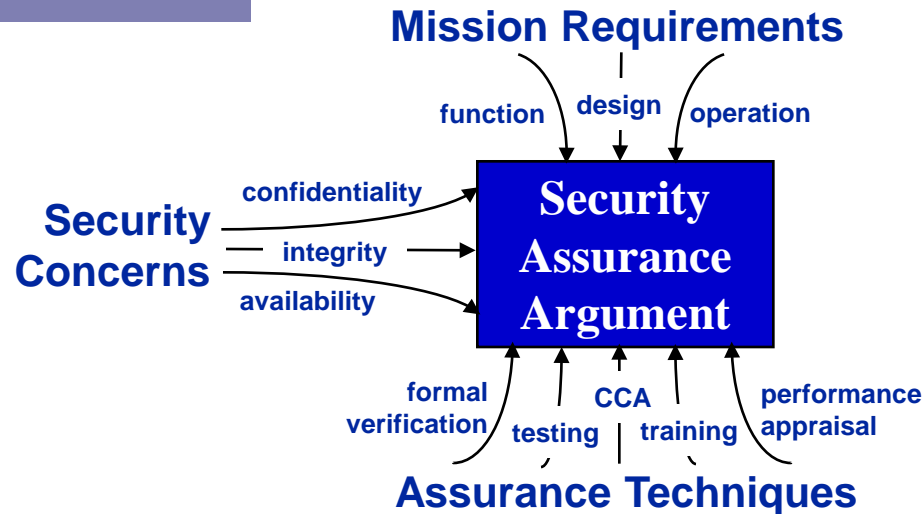 Mission Requirements
function
design
operation
confidentiality
Security
Concerns
integrity
availability
Security
Assurance
Argument
formal
verification
testing
CCA
training
performance
appraisal
Assurance Techniques